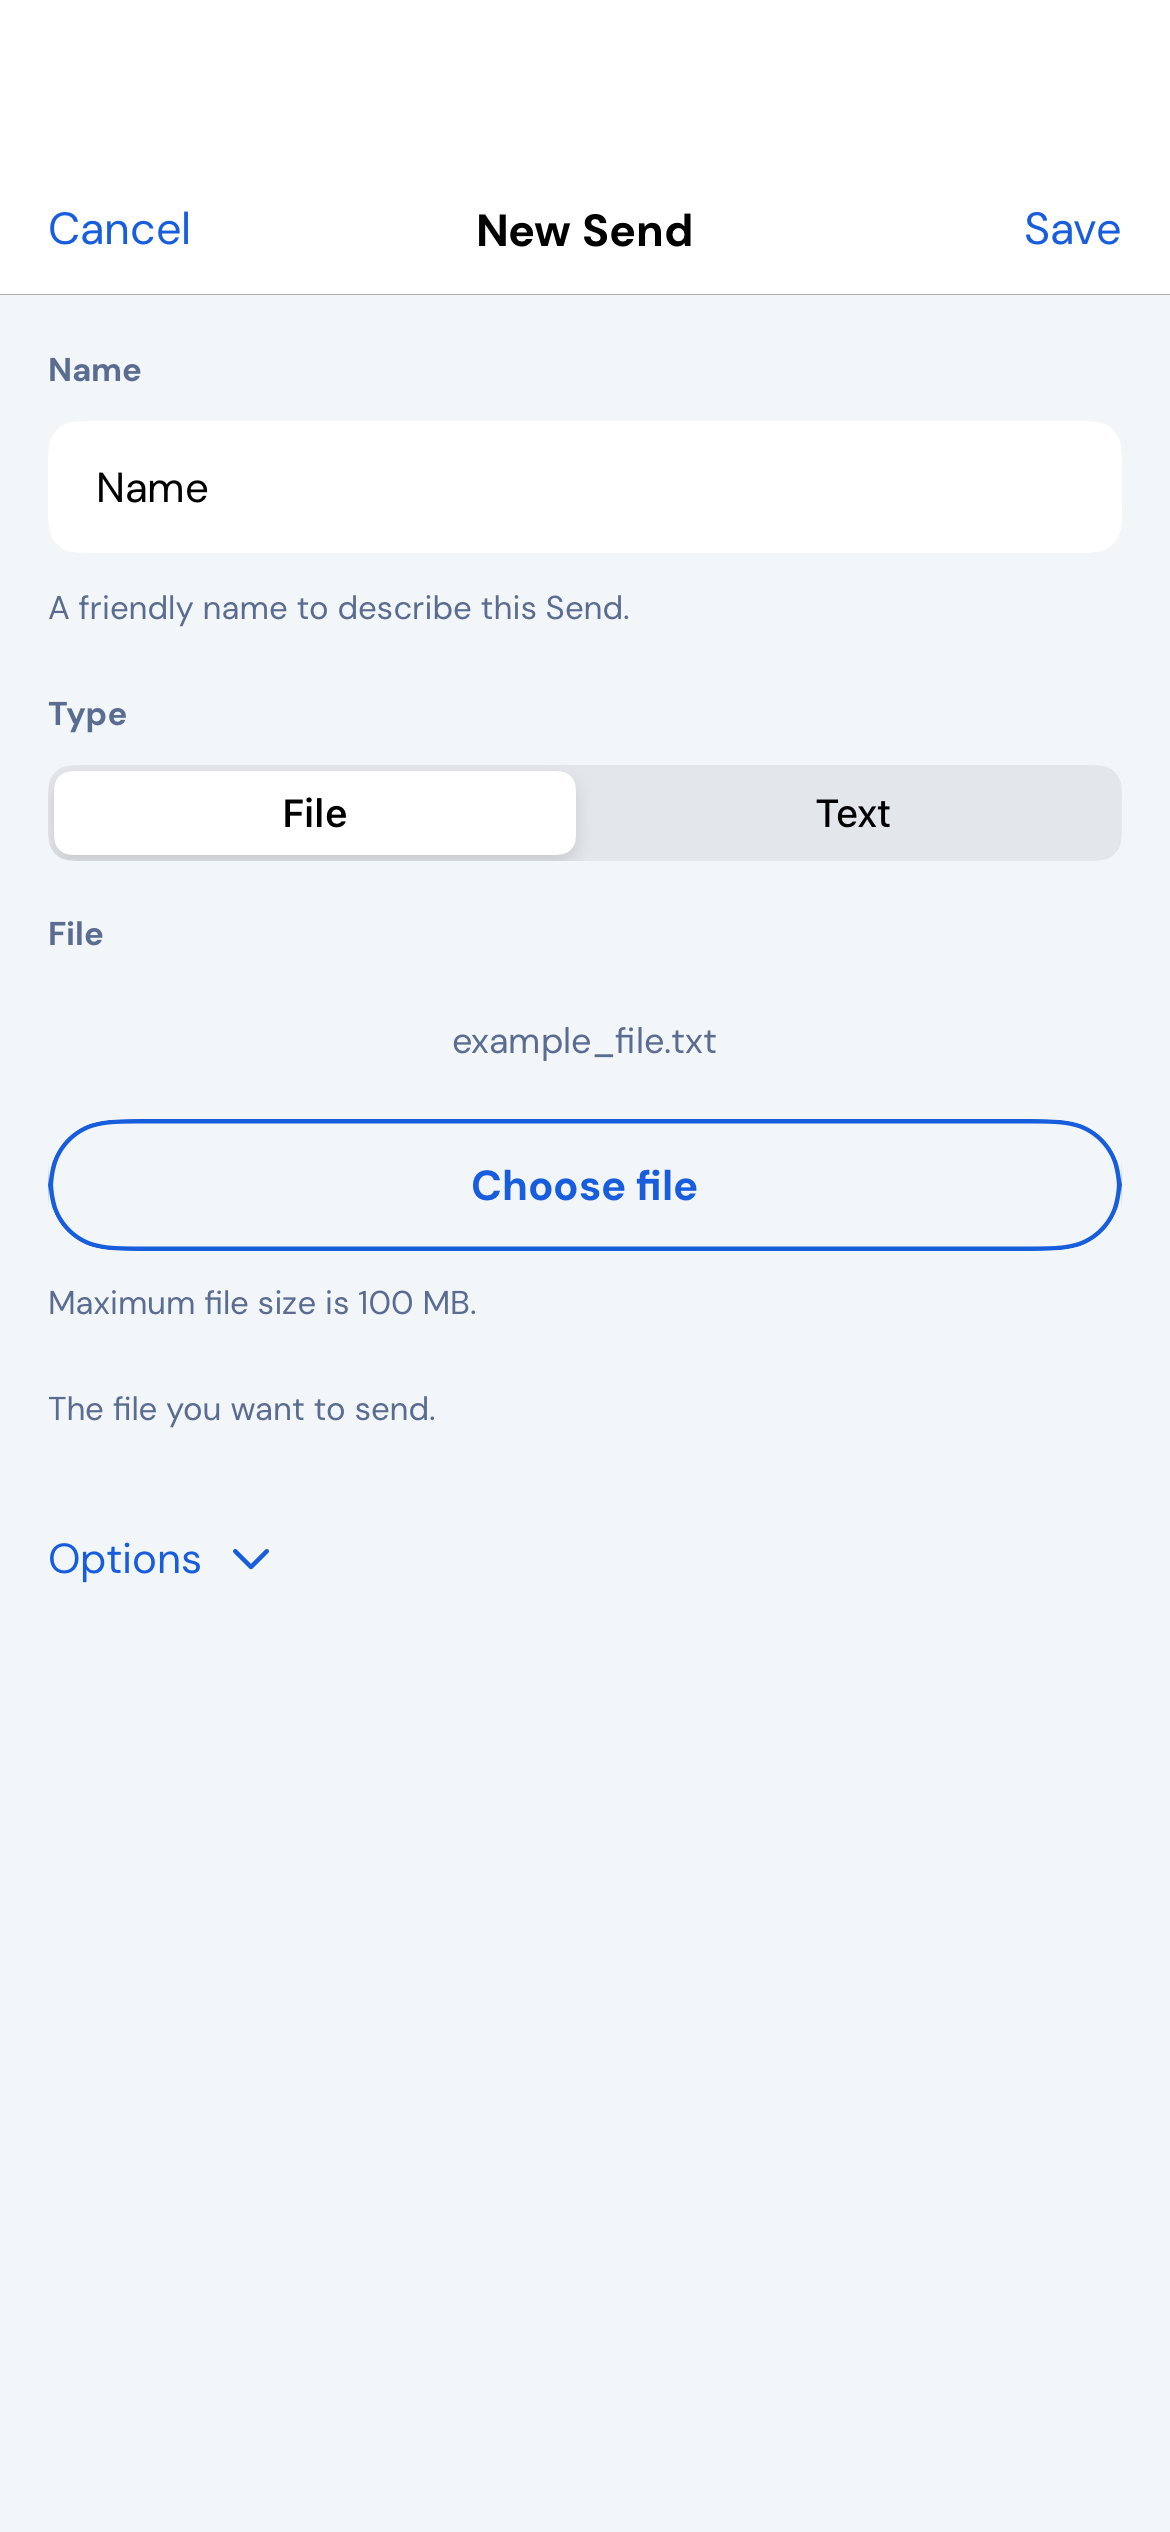 Cancel New Send Save
Name
Name
A friendly name to describe this Send.
Type
File Text
File
example_file.txt
Choose file
Maximum file size is 100 MB.
The file you want to send.
Options